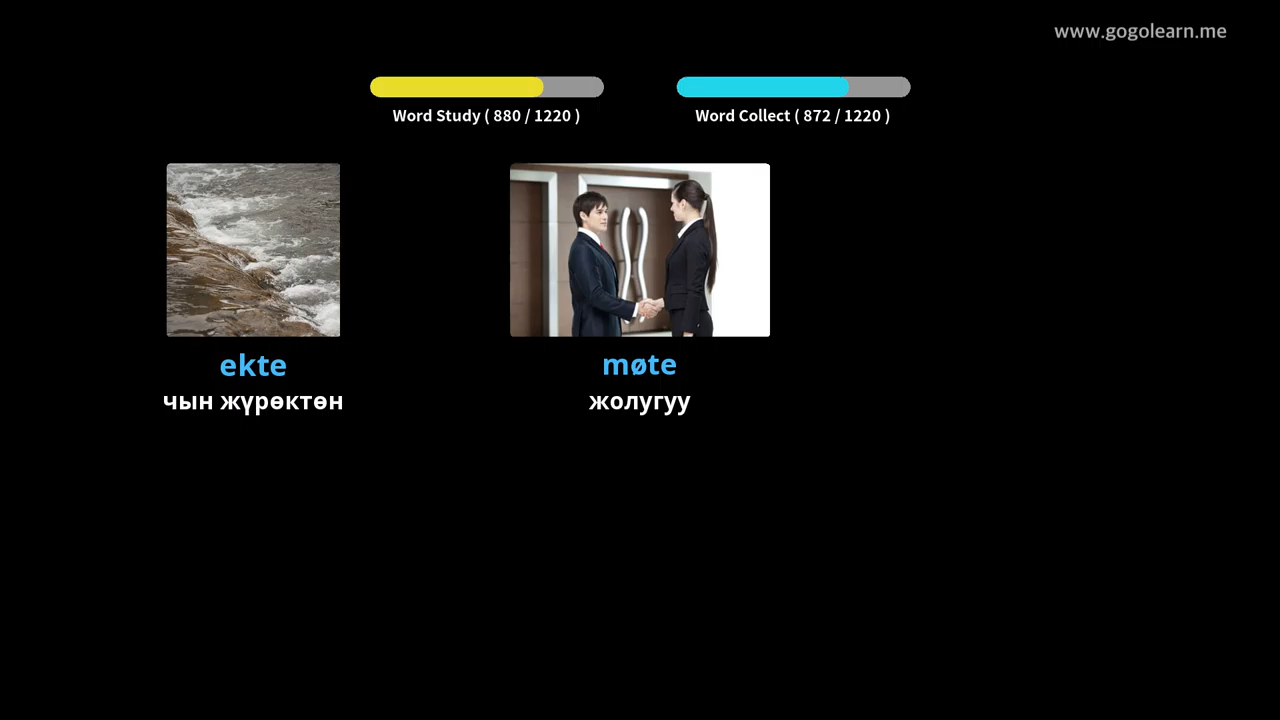 www.gogolearn.me
Word Study ( 880 / 1220 )
Word Collect ( 872 / 1220 )
ekte
чын жүрөктөн
møte
жолугуу